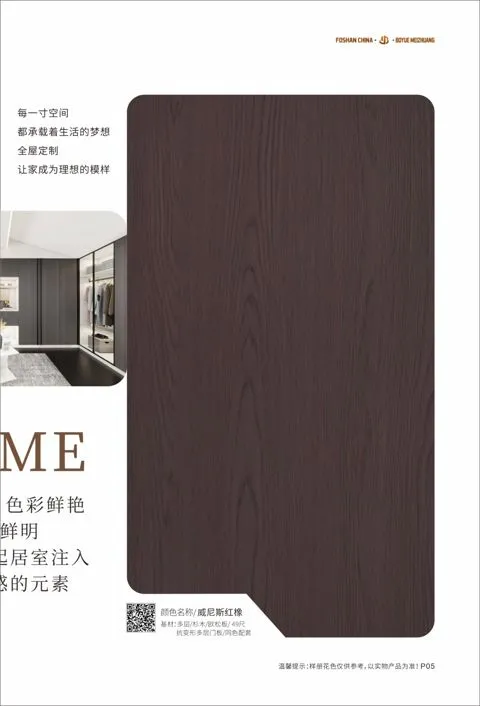 FOSHAN CHINA · · BOYUE MEIZHUANG
每一寸空间
都承载着生活的梦想
全屋定制
让家成为理想的模样
ME
色彩鲜艳
鲜明
起居室注入
感的元素
颜色名称/ 威尼斯红橡
基材:多层/杉木/欧松板/ 49尺
抗变形多层门板/同色配套
温馨提示:样册花色仅供参考,以实物产品为准! P05